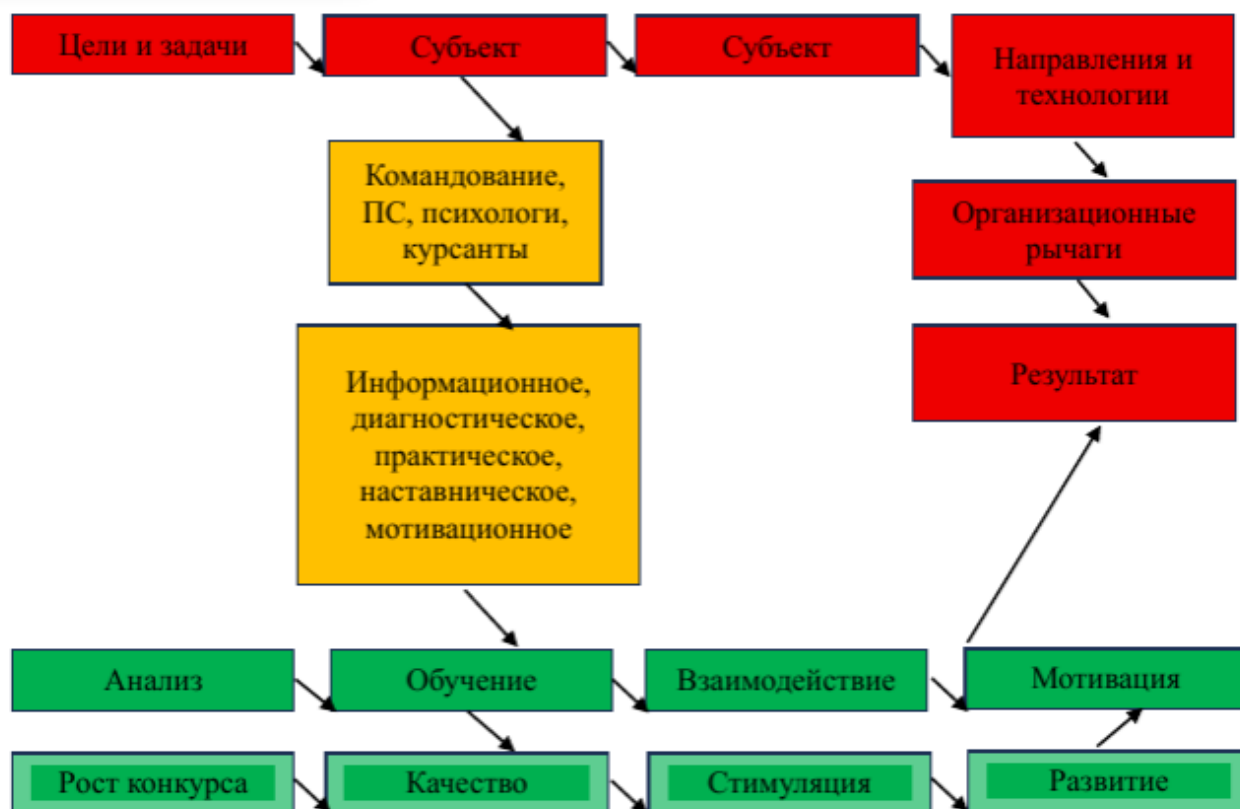 Цели и задачи
Субъект
Субъект
Направления и
технологии
Командование,
ПС, психологи,
курсанты
Организационные
рычаги
Информационное,
диагностическое,
практическое,
наставническое,
мотивационное
Результат
Анализ
Обучение
Взаимодействие
Мотивация
Рост конкурса
Качество
Стимуляция
Развитие